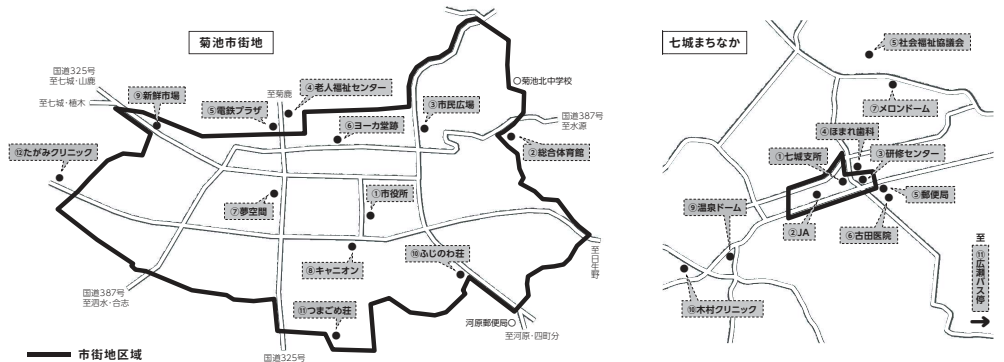 菊池市街地
国道325号
至七城・山鹿
至七城・植木
⑨新鮮市場
至菊鹿
⑤電鉄プラザ
④老人福祉センター
③市民広場
⑥ヨーカ堂跡
菊池北中学校
国道387号
至水源
②総合体育館
⑫たがみクリニック
①市役所
⑦夢空間
⑧キャニオン
⑩ふじのわ荘
至日生野
国道387号
至泗水・合志
⑪つまごめ荘
河原郵便局
至河原・四町分
国道325号
市街地区域
七城まちなか
⑤社会福祉協議会
⑦メロンドーム
④ほまれ歯科
①七城支所
③研修センター
⑤郵便局
⑨温泉ドーム
②JA
⑥古田医院
⑩木村クリニック
至
⑪広瀬バス停